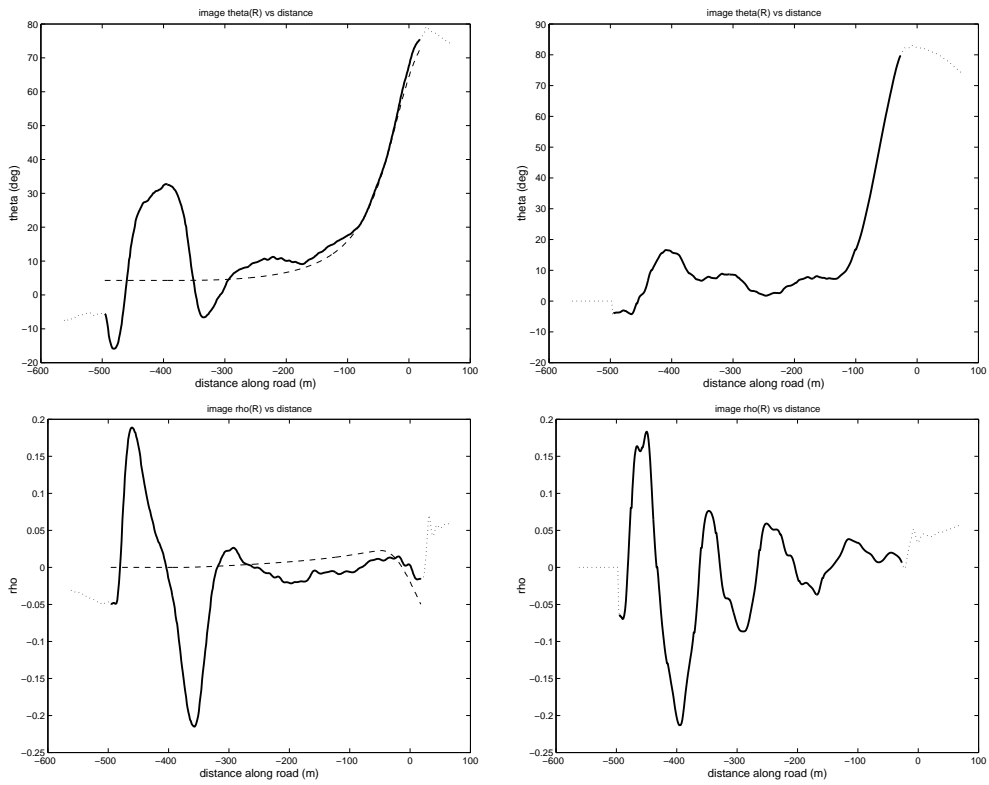 image theta(R) vs distance
80
70
60
50
40
30
20
10
0
−10
−20
theta (deg)
−600 −500 −400 −300 −200 −100 0 100
distance along road (m)
image theta(R) vs distance
90
80
70
60
50
40
30
20
10
0
−10
−20
theta (deg)
−600 −500 −400 −300 −200 −100 0 100
distance along road (m)
image rho(R) vs distance
0.2
0.15
0.1
0.05
0
−0.05
−0.1
−0.15
−0.2
−0.25
rho
−600 −500 −400 −300 −200 −100 0 100
distance along road (m)
image rho(R) vs distance
0.2
0.15
0.1
0.05
0
−0.05
−0.1
−0.15
−0.2
−0.25
rho
−600 −500 −400 −300 −200 −100 0 100
distance along road (m)